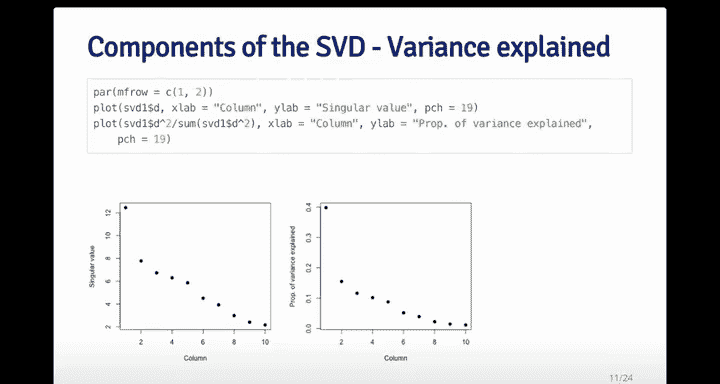 Components of the SVD - Variance explained
par(mfrow = c(1, 2))
plot(svd1$d, xlab = "Column", ylab = "Singular value", pch = 19)
plot(svd1$d^2/sum(svd1$d^2), xlab = "Column", ylab = "Prop. of variance explained",
pch = 19)
Singular value
12
10
8
6
4
2
2 4 6 8 10
Column
Prop. of variance explained
0.4
0.3
0.2
0.1
0.0
2 4 6 8 10
Column
11/24